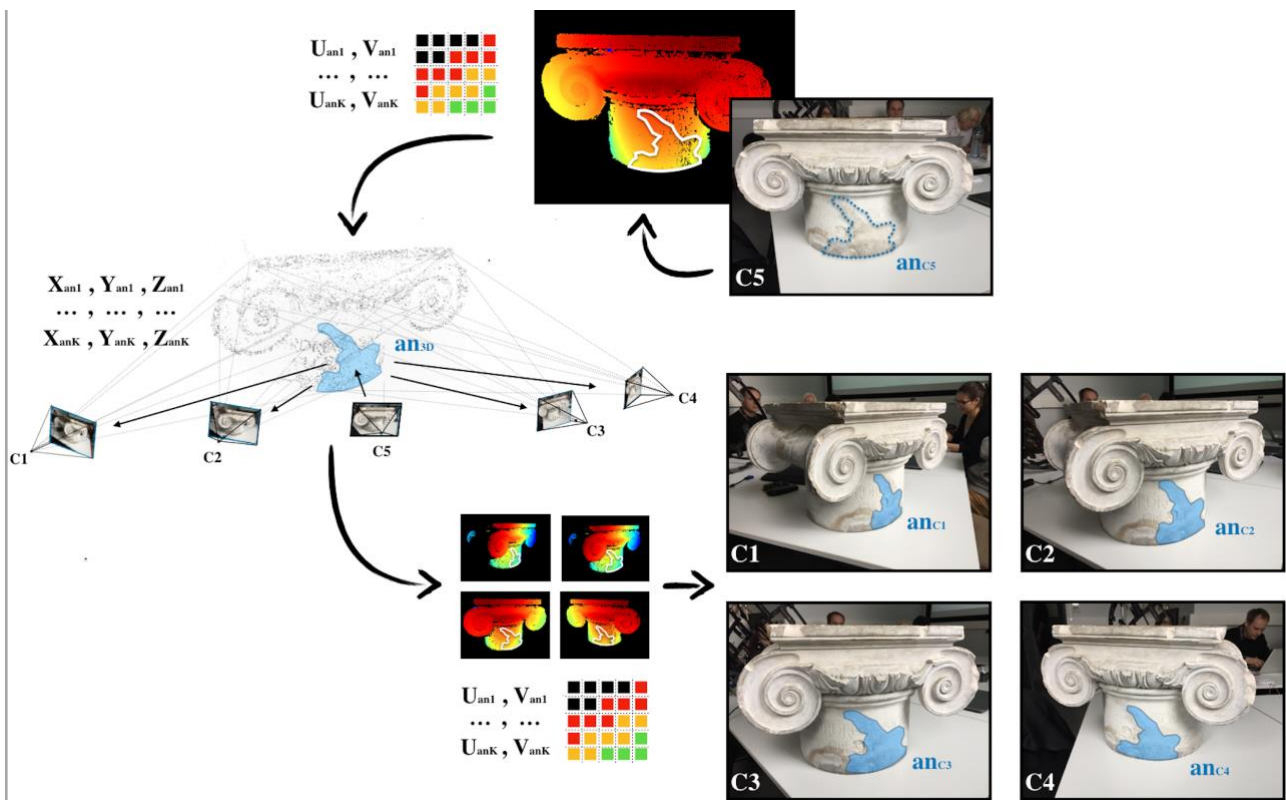 Uan1 , Van1
... , ...
UanK , VanK
C5
anC5
Xan1 , Yan1 , Zan1
... , ... , ...
XanK , YanK , ZanK
an3D
C4
C3
C1
C2
C5
C1
anC1
C2
anC2
Uan1 , Van1
... , ...
UanK , VanK
C3
anC3
C4
anC4